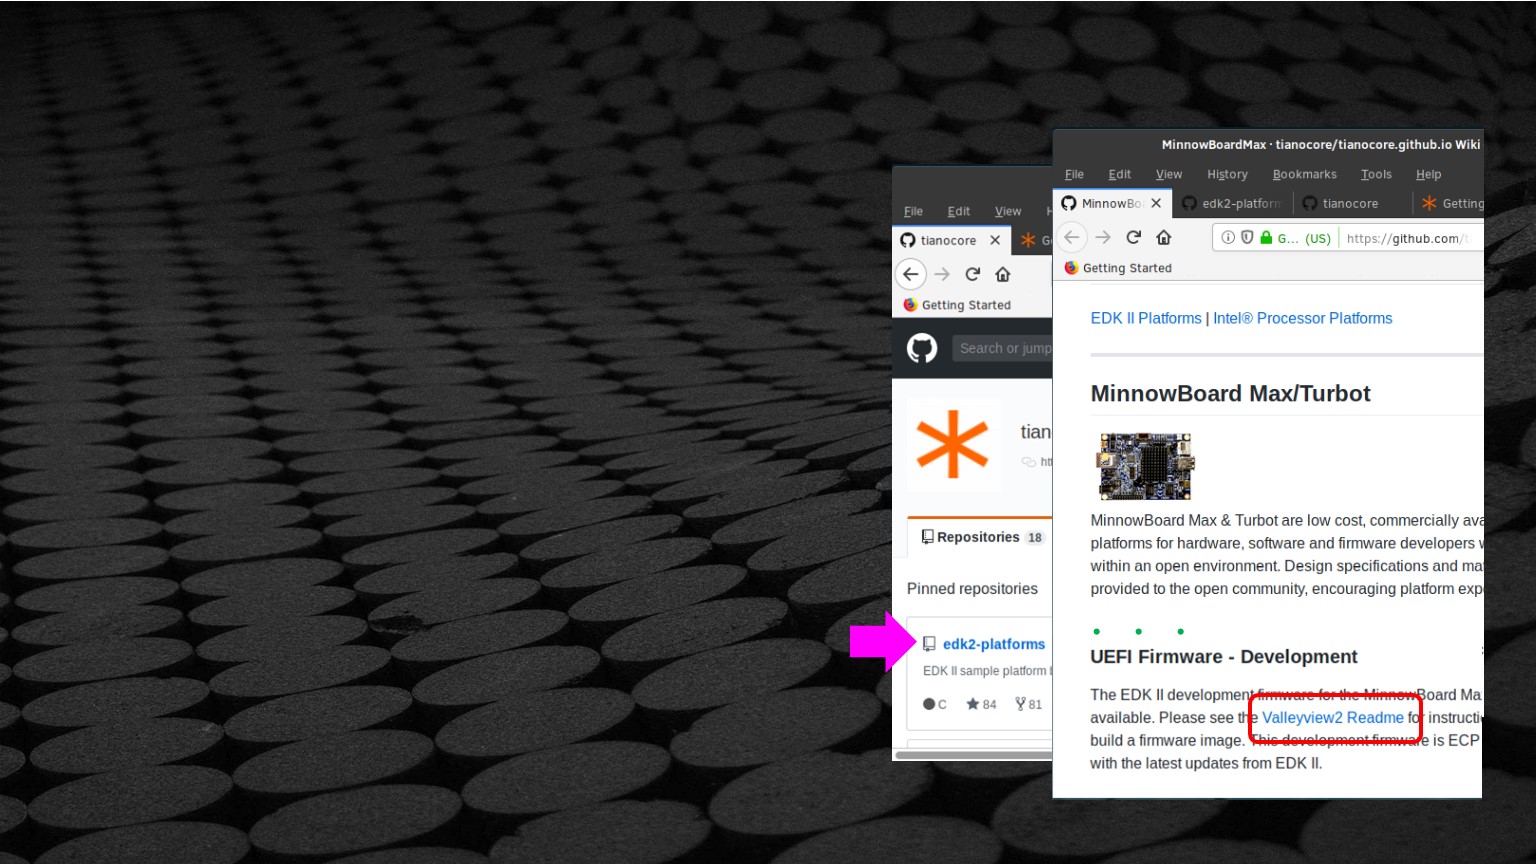 File Edit View
tianocore
Getting Started
Search or jump
tian
Repositories 18
Pinned repositories
edk2-platforms
EDK II sample platform
C 84 81
MinnowBoardMax · tianocore/tianocore.github.io Wiki
File Edit View History Bookmarks Tools Help
MinnowBoa edk2-platform tianocore Getting
G... (US) https://github.com/t
Getting Started
EDK II Platforms | Intel® Processor Platforms
MinnowBoard Max/Turbot
MinnowBoard Max & Turbot are low cost, commercially ava
platforms for hardware, software and firmware developers w
within an open environment. Design specifications and ma
provided to the open community, encouraging platform exp
UEFI Firmware - Development
The EDK II development firmware for the MinnowBoard Ma
available. Please see the Valleyview2 Readme for instructi
build a firmware image. This development firmware is ECP
with the latest updates from EDK II.